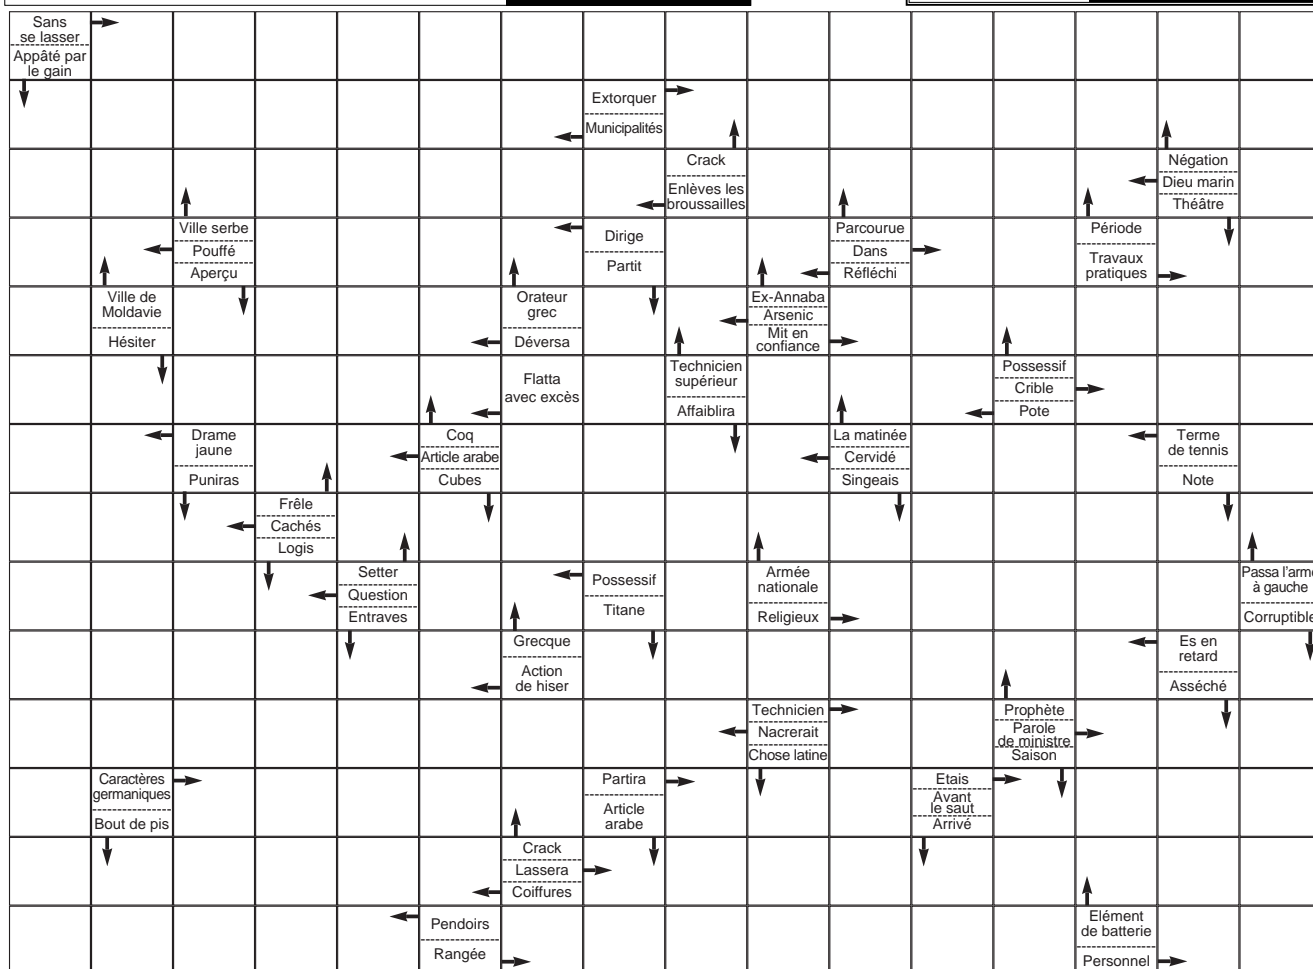 Sans
se lasser
Appâté par
le gain
Extorquer
Municipalités
Crack
Enlèves les
broussailles
Négation
Dieu marin
Théâtre
Ville serbe
Pouffé
Aperçu
Dirige
Partit
Parcourue
Dans
Réfléchi
Période
Travaux
pratiques
Ville de
Moldavie
Hésiter
Orateur
grec
Déversa
Ex-Annaba
Arsenic
Mit en
confiance
Flatta
avec excès
Technicien
supérieur
Affaiblira
Possessif
Crible
Pote
Drame
jaune
Puniras
Coq
Article arabe
Cubes
La matinée
Cervidé
Singeais
Terme
de tennis
Note
Frêle
Cachés
Logis
Setter
Question
Entraves
Possessif
Titane
Armée
nationale
Religieux
Passa l'arme
à gauche
Corruptible
Grecque
Action
de hiser
Es en
retard
Asséché
Technicien
Nacrerait
Chose latine
Prophète
Parole
de ministre
Saison
Caractères
germaniques
Bout de pis
Partira
Article
arabe
Etais
Avant
le saut
Arrivé
Crack
Lassera
Coiffures
Pendoirs
Rangée
Elément
de batterie
Personnel